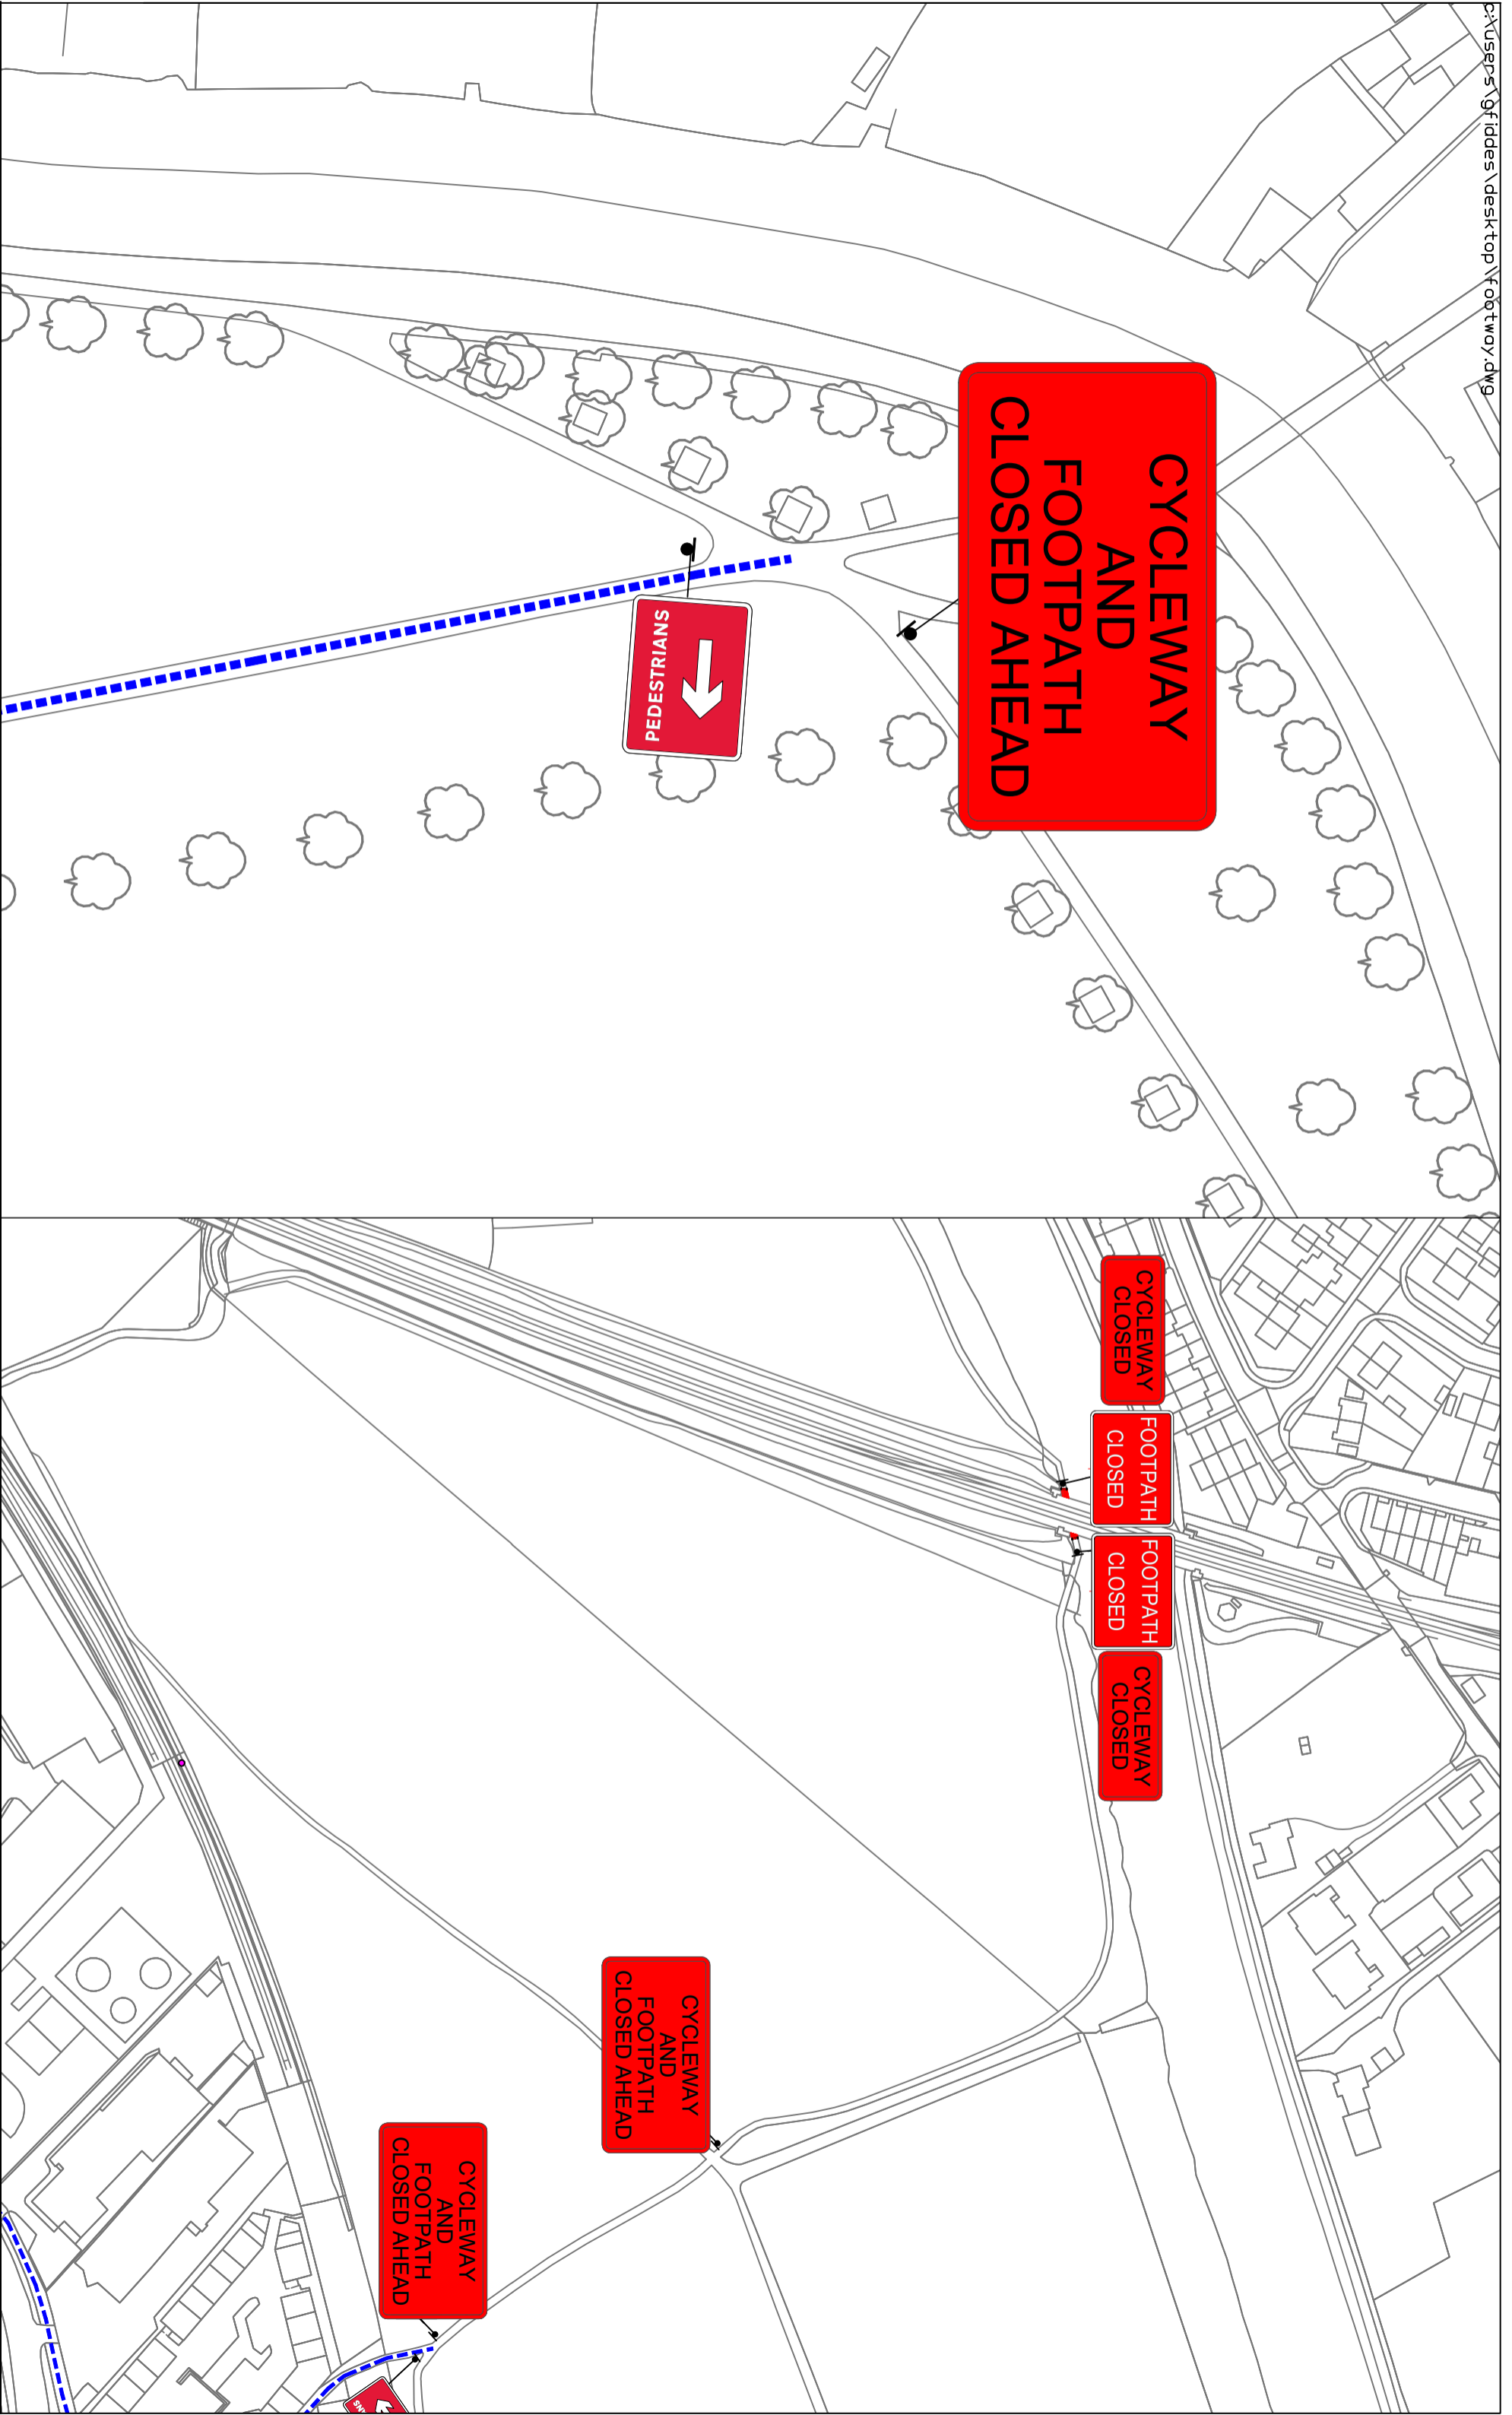 c:\users\gfiddes\desktop\footway.dwg
CYCLEWAY
AND
FOOTPATH
CLOSED AHEAD
PEDESTRIANS
CYCLEWAY
CLOSED
FOOTPATH
CLOSED
FOOTPATH
CLOSED
CYCLEWAY
CLOSED
CYCLEWAY
AND
FOOTPATH
CLOSED AHEAD
CYCLEWAY
AND
FOOTPATH
CLOSED AHEAD